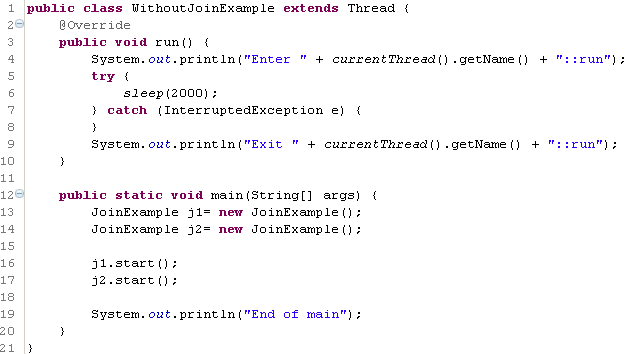 1 public class WithoutJoinExample extends Thread {
2 @Override
3 public void run() {
4 System.out.println("Enter " + currentThread().getName() + "::run");
5 try {
6 sleep(2000);
7 } catch (InterruptedException e) {
8 }
9 System.out.println("Exit " + currentThread().getName() + "::run");
10 }
11
12 public static void main(String[] args) {
13 JoinExample j1= new JoinExample();
14 JoinExample j2= new JoinExample();
15
16 j1.start();
17 j2.start();
18
19 System.out.println("End of main");
20 }
21 }